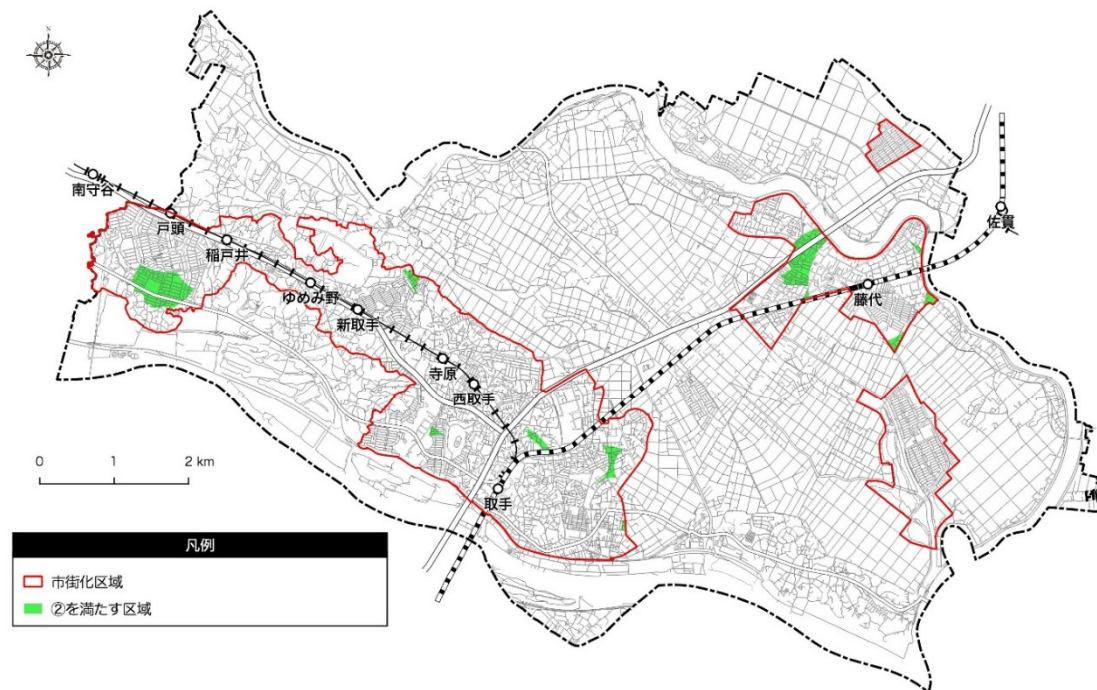 N
南守谷
戸頭
稲戸井
ゆめみ野
新取手
寺原
西取手
取手
藤代
佐貫
0 1 2 km
凡例
市街化区域
②を満たす区域